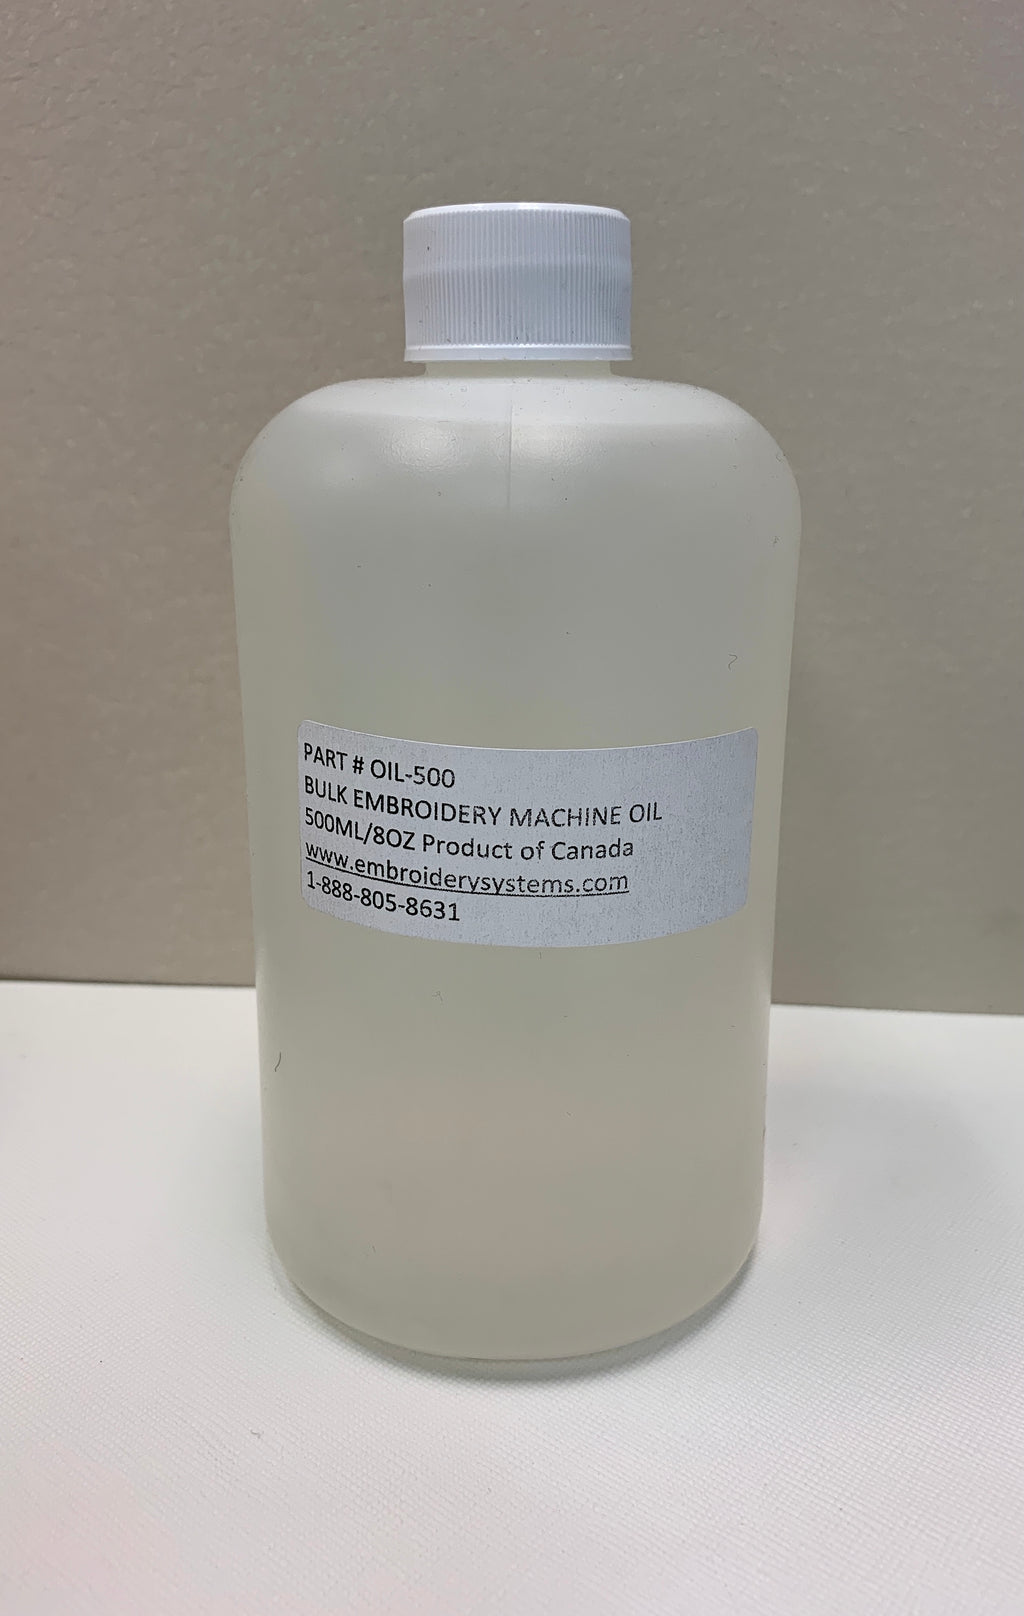 PART # OIL-500
BULK EMBROIDERY MACHINE OIL
500ML/8OZ Product of Canada
www.embroiderysystems.com
1-888-805-8631